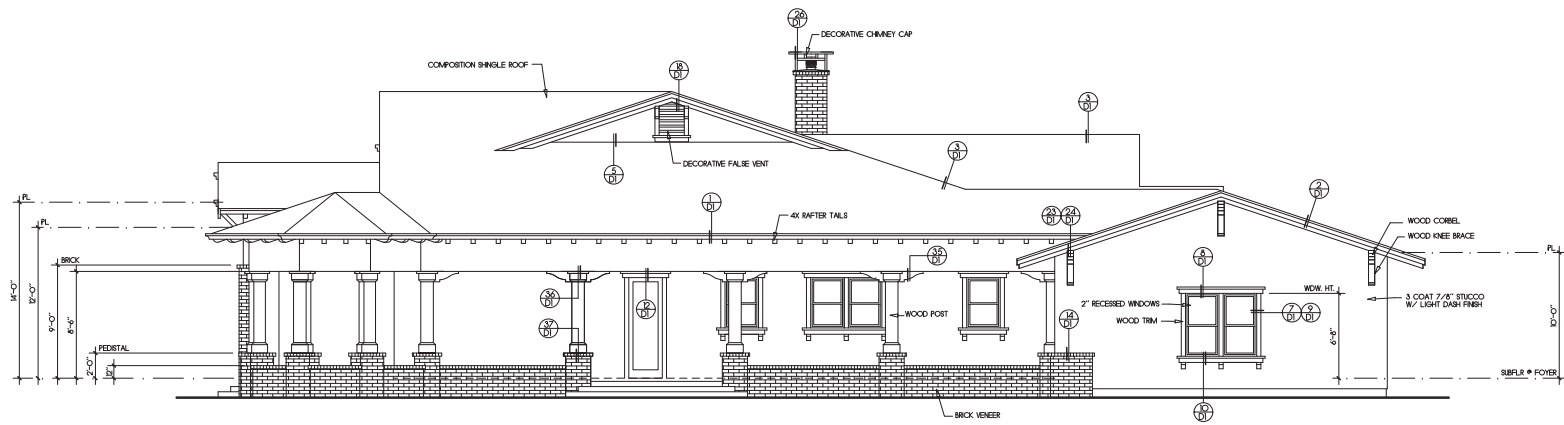 26
D1
DECORATIVE CHIMNEY CAP
COMPOSITION SHINGLE ROOF
18
D1
3
D1
DECORATIVE FALSE VENT
5
D1
3
D1
2
D1
PL
PL
1
D1
4X RAFTER TAILS
23
D1
24
D1
WOOD CORBEL
WOOD KNEE BRACE
PL
BRICK
35
D1
8
D1
WDW. HT.
36
D1
12
D1
2" RECESSED WINDOWS
WOOD TRIM
WOOD POST
7
D1
9
D1
3 COAT 7/8" STUCCO
W/ LIGHT DASH FINISH
14'-0"
12'-0"
9'-0"
8'-6"
37
D1
14
D1
6'-8"
10'-0"
PEDISTAL
2'-0"
12"
SUBFLR @ FOYER
BRICK VENEER
10
D1